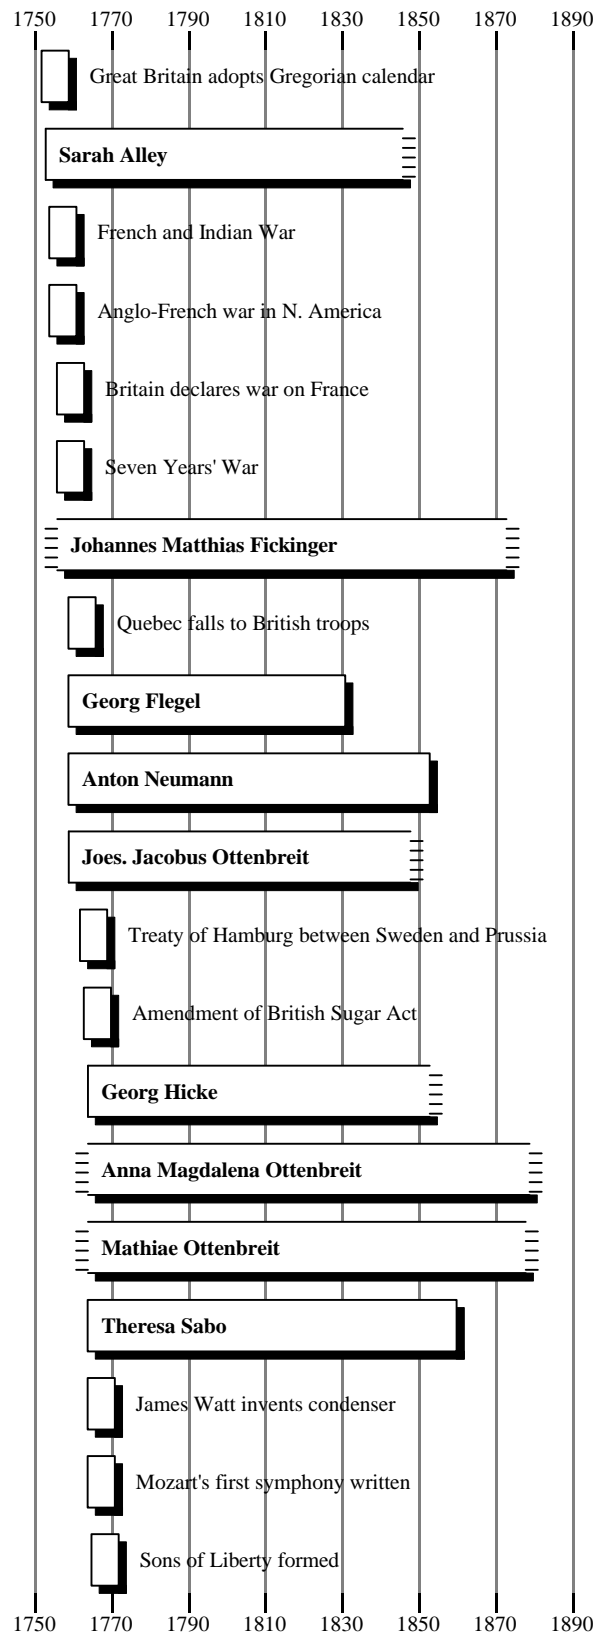 1750 1770 1790 1810 1830 1850 1870 1890
Great Britain adopts Gregorian calendar
Sarah Alley
French and Indian War
Anglo-French war in N. America
Britain declares war on France
Seven Years' War
Johannes Matthias Fickinger
Quebec falls to British troops
Georg Flegel
Anton Neumann
Joes. Jacobus Ottenbreit
Treaty of Hamburg between Sweden and Prussia
Amendment of British Sugar Act
Georg Hicke
Anna Magdalena Ottenbreit
Mathiae Ottenbreit
Theresa Sabo
James Watt invents condenser
Mozart's first symphony written
Sons of Liberty formed
1750 1770 1790 1810 1830 1850 1870 1890